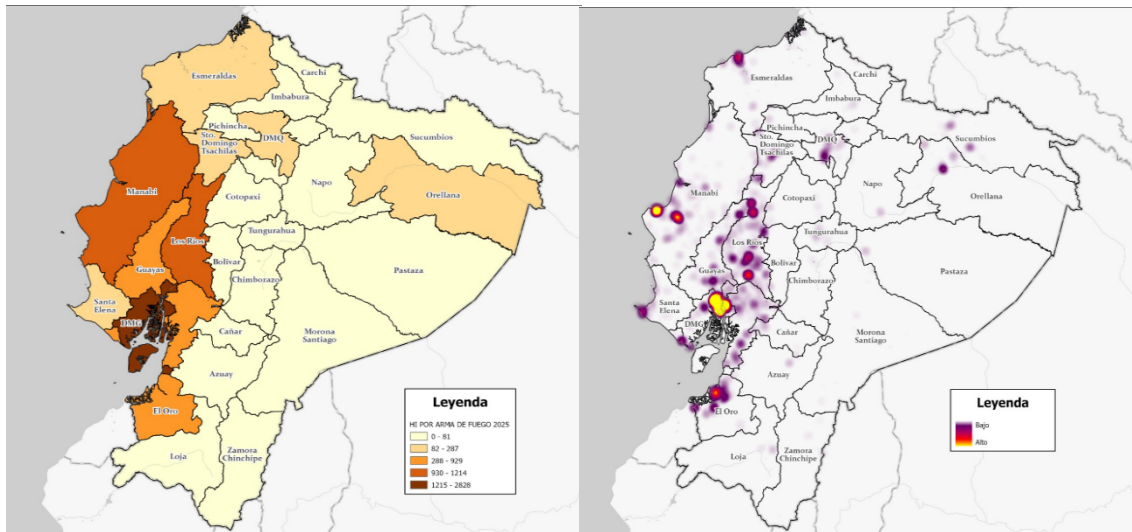 Esmeraldas
Carchi
Imbabura
Pichincha
Sto.
Domingo
Tsachilas
DMQ
Sucumbios
Orellana
Napo
Manabi
Cotopaxi
Los Rios
Tungurahua
Guayas
Bolivar
Pastaza
Chimborazo
Santa
Elena
DMG
Cañar
Morona
Santiago
Azuay
El Oro
Loja
Zamora
Chinchipe
Leyenda
HI POR ARMA DE FUEGO 2025
0 - 81
82 - 287
288 - 929
930 - 1214
1215 - 2828
Esmeraldas
Carchi
Imbabura
Pichincha
Sto.
Domingo
Tsachilas
DMQ
Sucumbios
Orellana
Napo
Manabi
Cotopaxi
Los Rios
Tungurahua
Guayas
Bolivar
Pastaza
Chimborazo
Santa
Elena
DMG
Cañar
Morona
Santiago
Azuay
El Oro
Loja
Zamora
Chinchipe
Leyenda
Bajo
Alto